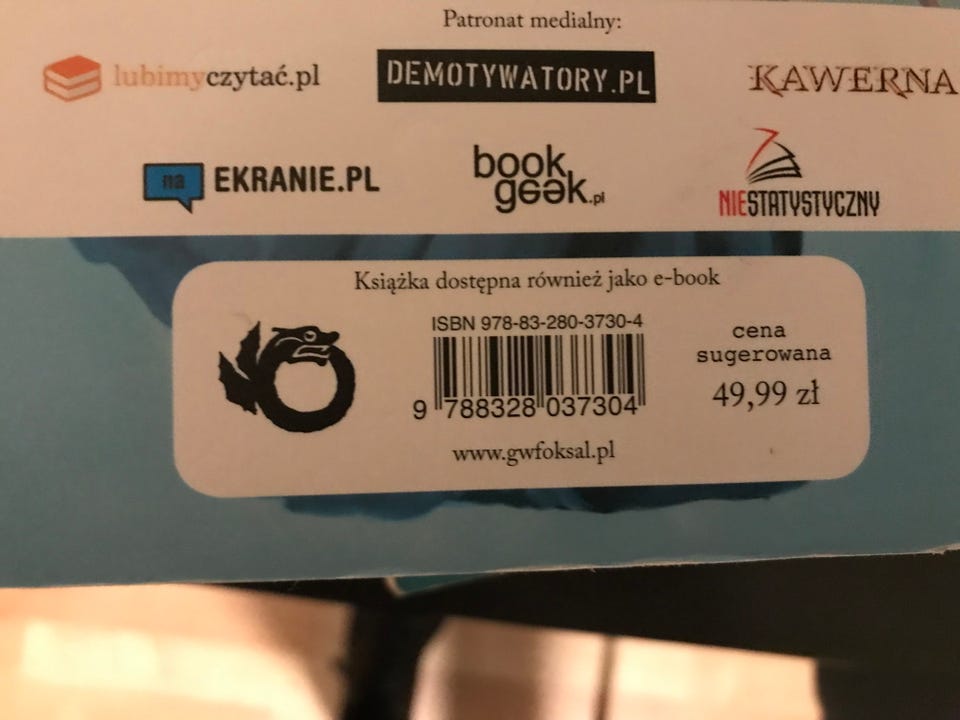 Patronat medialny:
lubimyczytać.pl
DEMOTYWATORY.PL
KAWERNA
na EKRANIE.PL
book
geek.pl
NIESTATYSTYCZNY
Książka dostępna również jako e-book
ISBN 978-83-280-3730-4
9 788328 037304
www.gwfoksal.pl
cena
sugerowana
49,99 zł